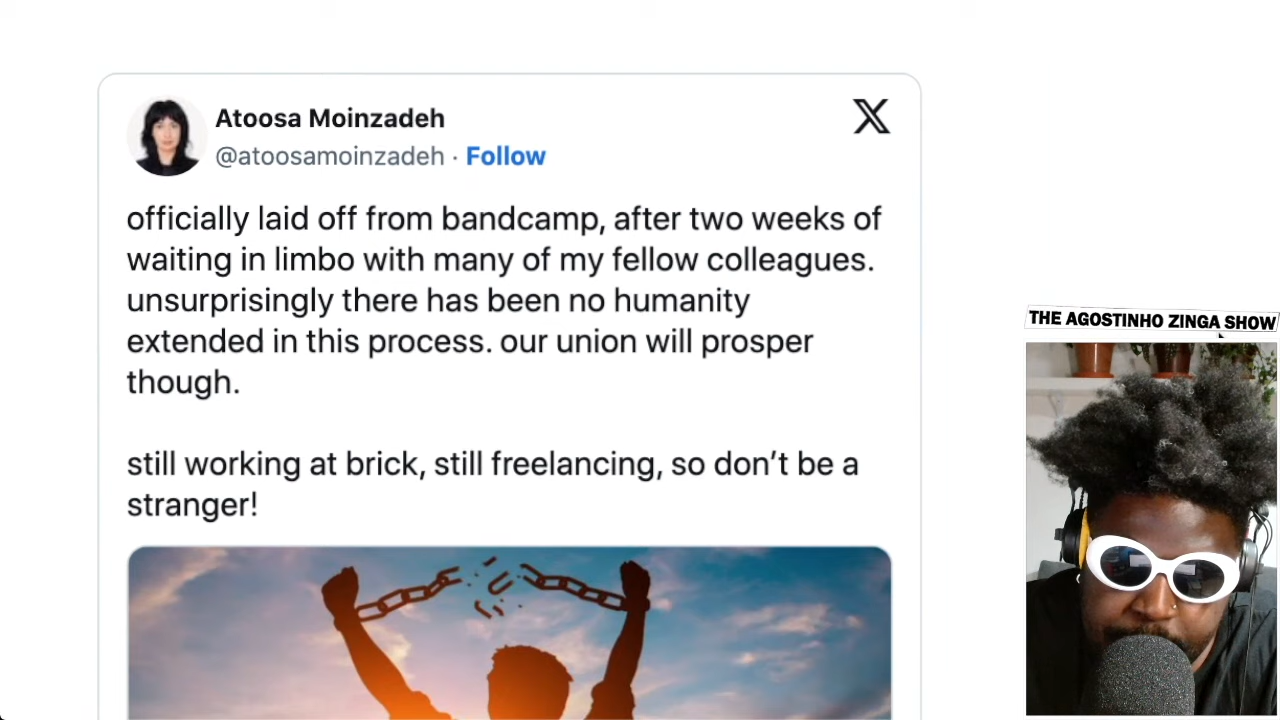 Atoosa Moinzadeh
@atoosamoinzadeh · Follow
officially laid off from bandcamp, after two weeks of
waiting in limbo with many of my fellow colleagues.
unsurprisingly there has been no humanity
extended in this process. our union will prosper
though.
still working at brick, still freelancing, so don’t be a
stranger!
THE AGOSTINHO ZINGA SHOW